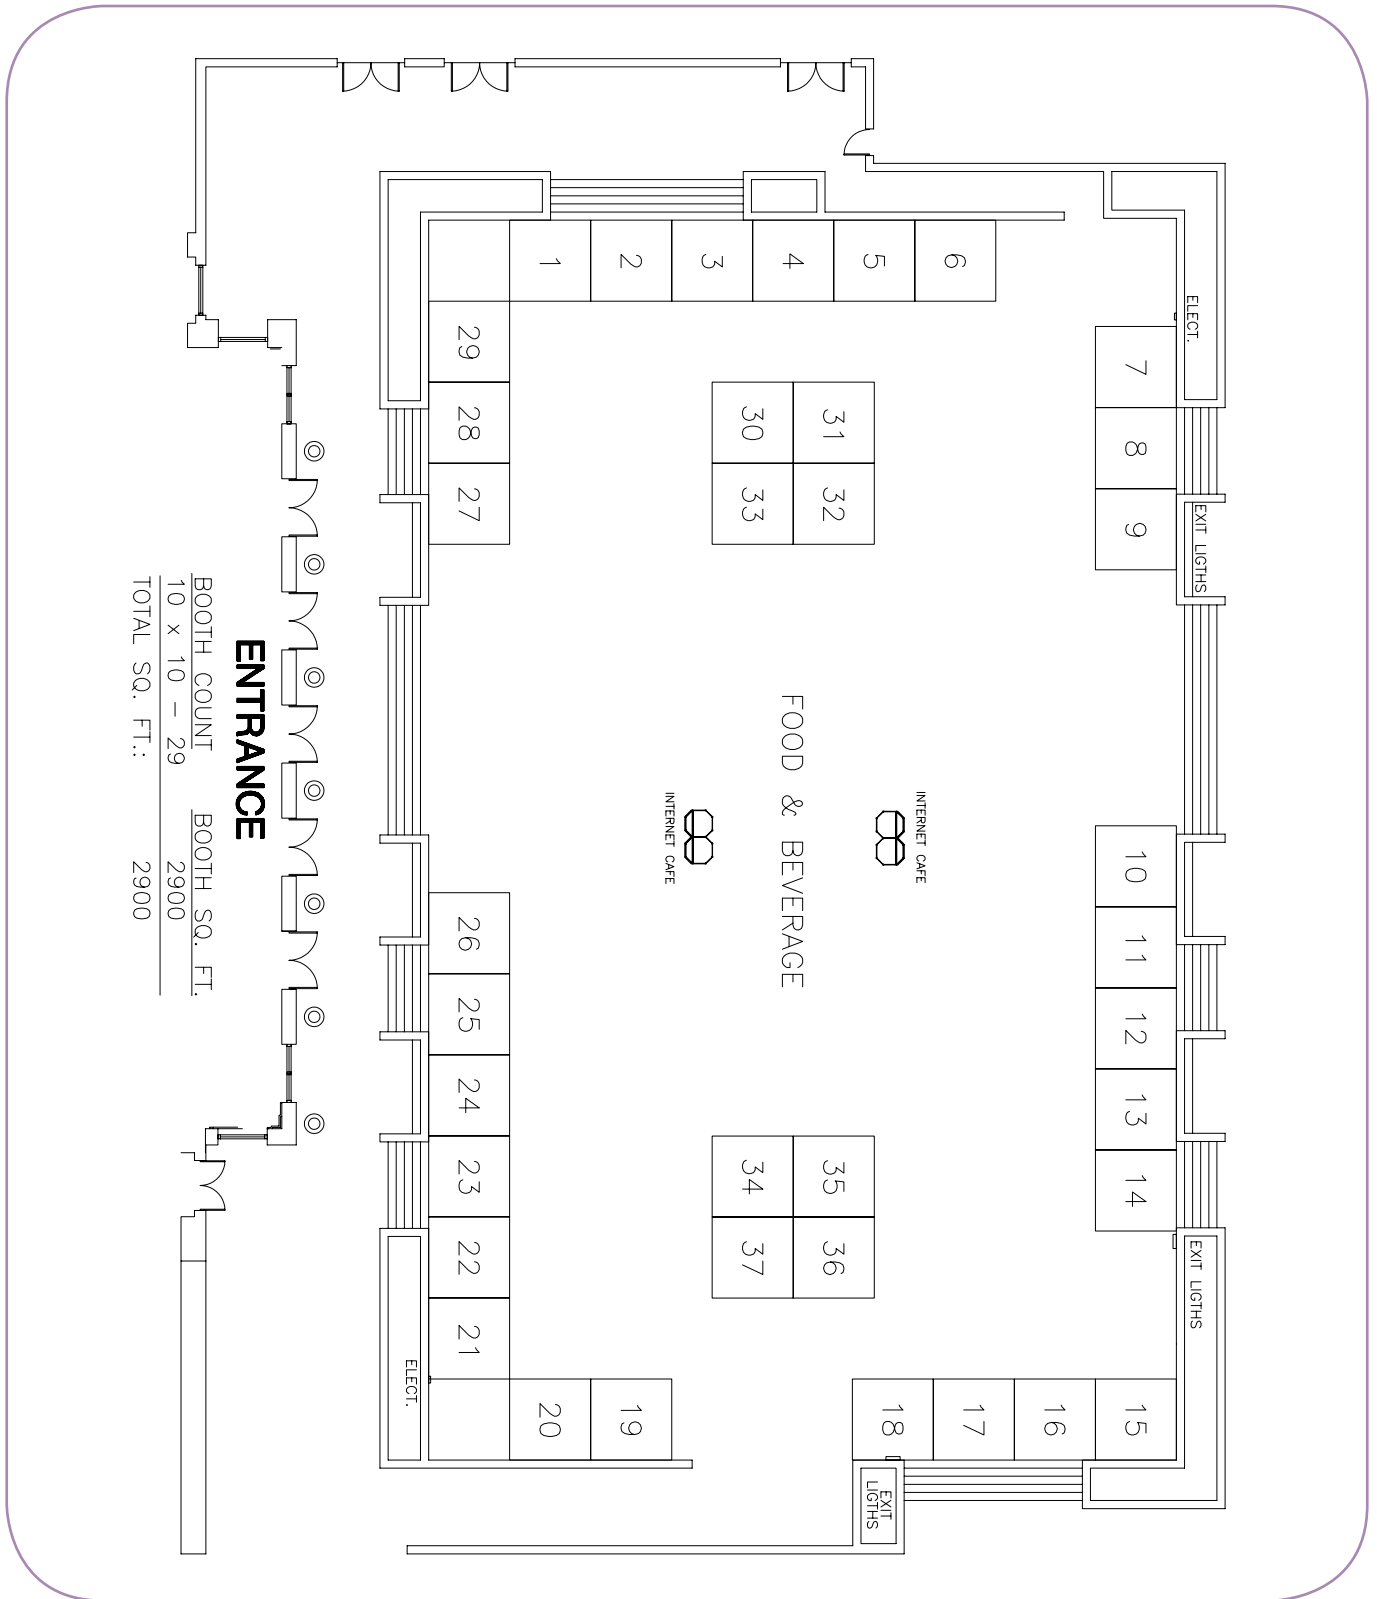 1
2
3
4
5
6
29
28
27
30
31
33
32
7
8
9
ELECT.
EXIT LIGTHS
FOOD & BEVERAGE
INTERNET CAFE
INTERNET CAFE
10
11
12
13
14
EXIT LIGTHS
26
25
24
23
22
21
34
35
37
36
ELECT.
20
19
18
17
16
15
EXIT
LIGTHS
ENTRANCE
BOOTH COUNT BOOTH SQ. FT.
10 x 10 - 29 2900
TOTAL SQ. FT.: 2900